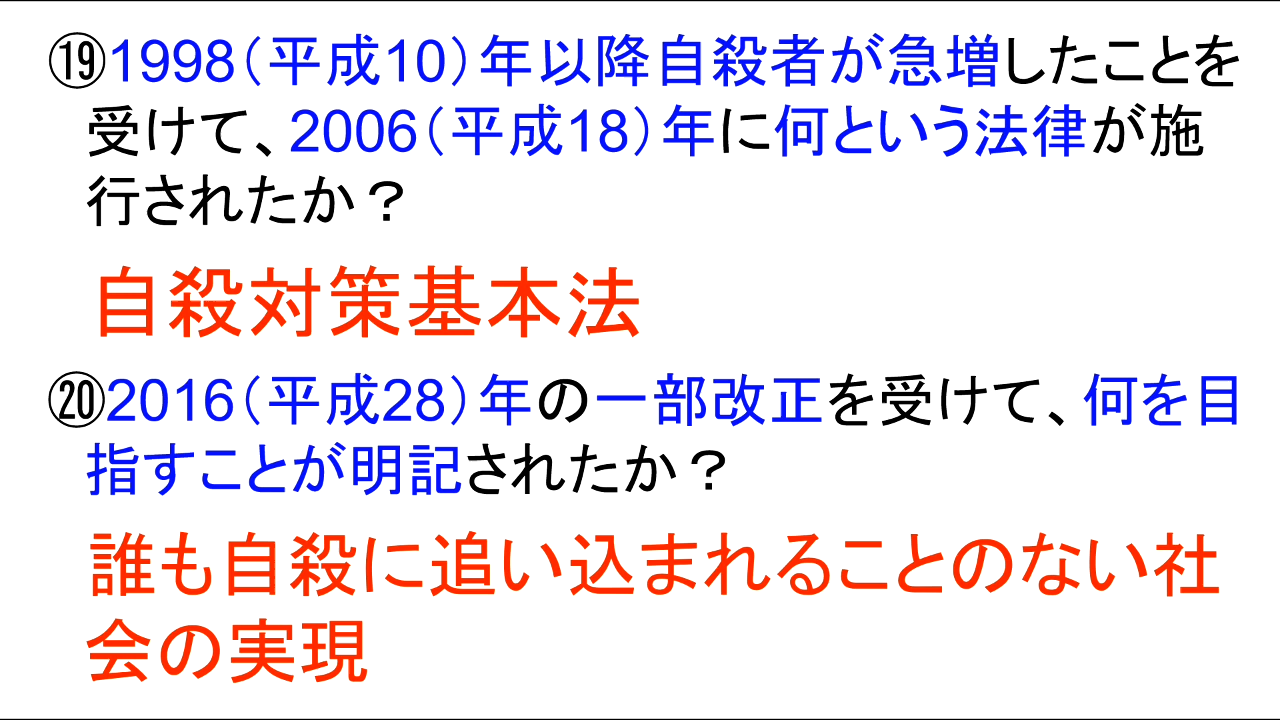 ⑲1998（平成10）年以降自殺者が急増したことを
受けて、2006（平成18）年に何という法律が施
行されたか？
自殺対策基本法
⑳2016（平成28）年の一部改正を受けて、何を目
指すことが明記されたか？
誰も自殺に追い込まれることのない社
会の実現